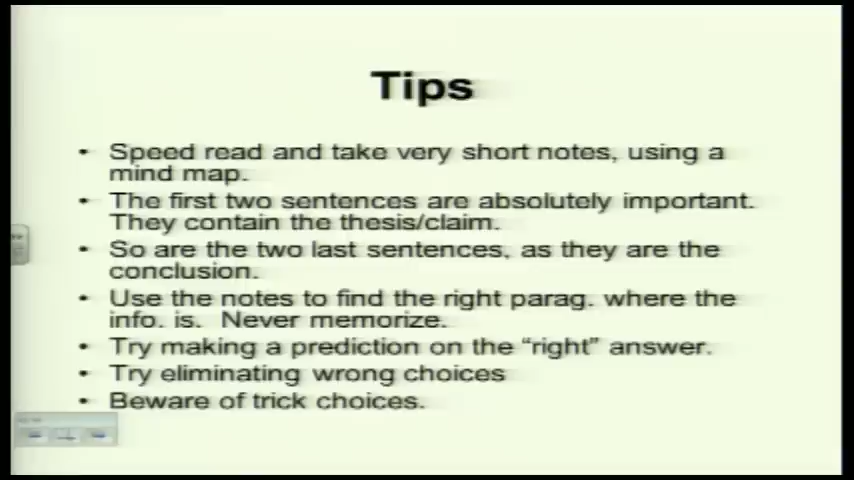 Tips
• Speed read and take very short notes, using a
mind map.
• The first two sentences are absolutely important.
They contain the thesis/claim.
• So are the two last sentences, as they are the
conclusion.
• Use the notes to find the right parag. where the
info. is. Never memorize.
• Try making a prediction on the “right” answer.
• Try eliminating wrong choices
• Beware of trick choices.